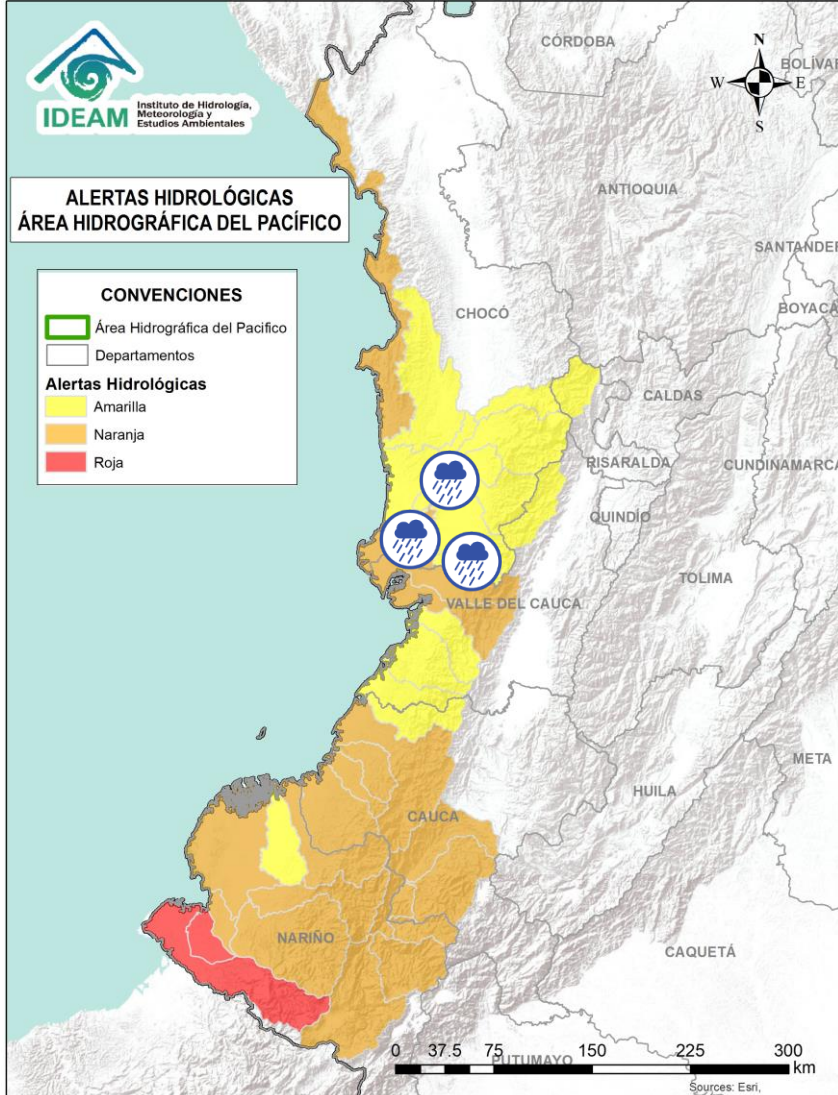 IDEAM
Instituto de Hidrología,
Meteorología y
Estudios Ambientales
ALERTAS HIDROLÓGICAS
ÁREA HIDROGRÁFICA DEL PACÍFICO
CONVENCIONES
Área Hidrográfica del Pacifico
Departamentos
Alertas Hidrológicas
Amarilla
Naranja
Roja
N
W
E
S
CÓRDOBA
BOLÍVAR
ANTIOQUIA
SANTANDER
BOYACÁ
CHOCÓ
CALDAS
RISARALDA
CUNDINAMARCA
QUINDÍO
TOLIMA
VALLE DEL CAUCA
META
HUILA
CAUCA
NARIÑO
CAQUETÁ
PUTUMAYO
0 37.5 75 150 225 300
km
Sources: Esri,